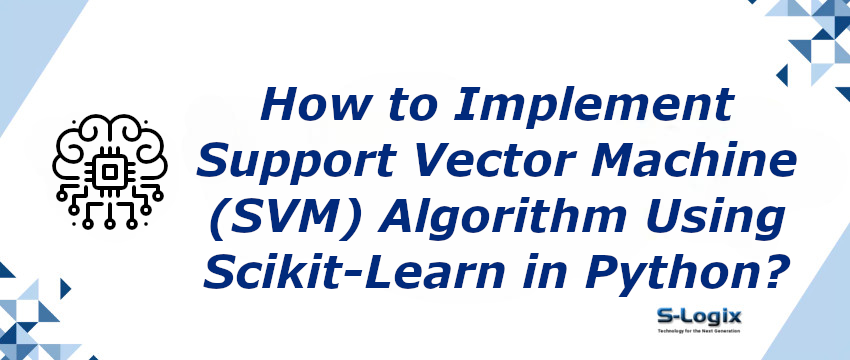 How to Implement
Support Vector Machine
(SVM) Algorithm Using
Scikit-Learn in Python?
S-Logix
Technology for the Next Generation